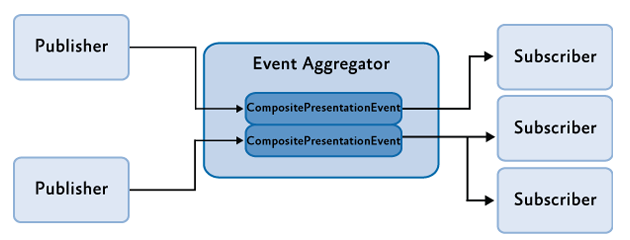 Publisher
Event Aggregator
Subscriber
CompositePresentationEvent
Subscriber
CompositePresentationEvent
Publisher
Subscriber